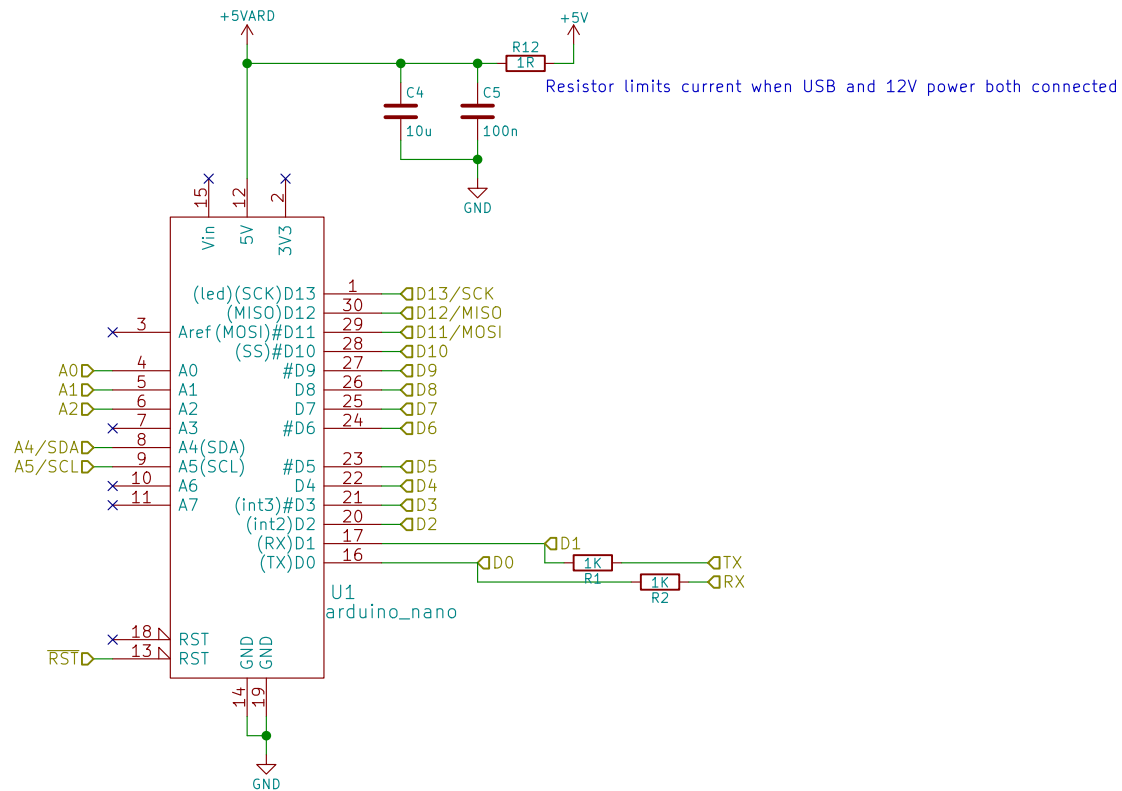 +5VARD
+5V
R12
1R
Resistor limits current when USB and 12V power both connected
C4
10u
C5
100n
GND
15
12
2
Vin
5V
3V3
(led)(SCK)D13 1 D13/SCK
(MISO)D12 30 D12/MISO
3 Aref (MOSI)#D11 29 D11/MOSI
(SS)#D10 28 D10
A0 4 A0 #D9 27 D9
A1 5 A1 D8 26 D8
A2 6 A2 D7 25 D7
7 A3 #D6 24 D6
A4/SDA 8 A4(SDA)
A5/SCL 9 A5(SCL) #D5 23 D5
10 A6 D4 22 D4
11 A7 (int3)#D3 21 D3
(int2)D2 20 D2
(RX)D1 17 D1
(TX)D0 16 D0 1K TX
R1 1K RX
R2
U1
arduino_nano
18 RST
RST 13 RST
GND
GND
14
19
GND